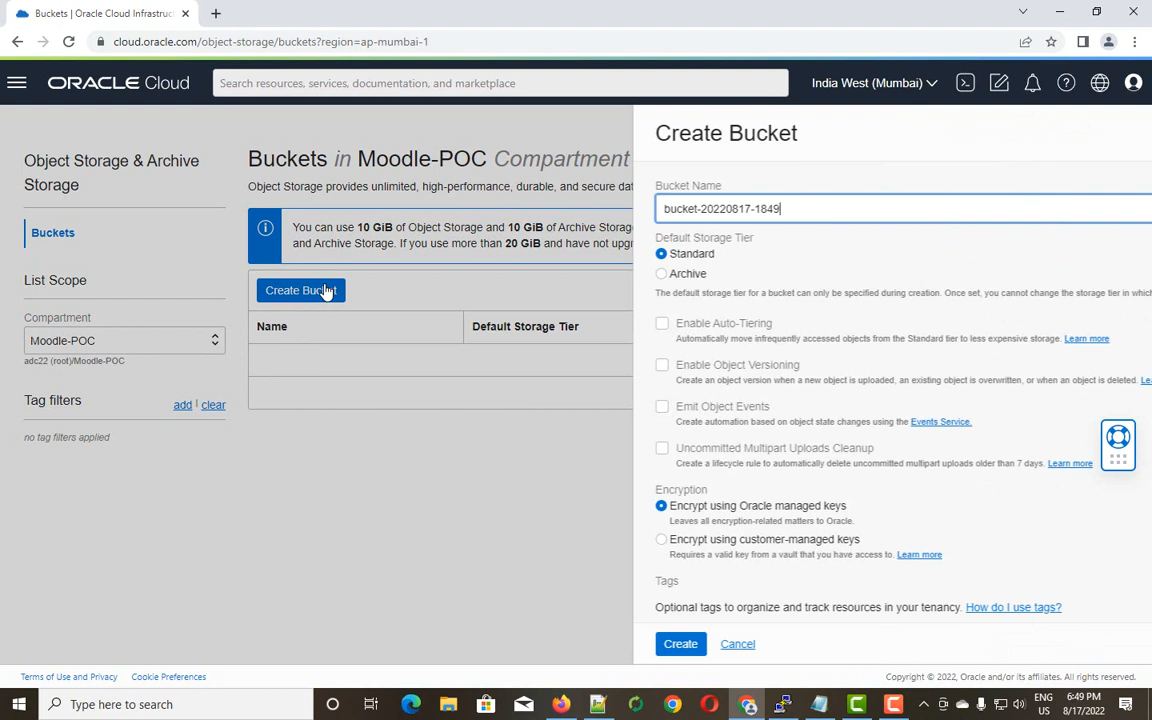 Buckets | Oracle Cloud Infrastruct
cloud.oracle.com/object-storage/buckets?region=ap-mumbai-1
ORACLE Cloud
Search resources, services, documentation, and marketplace
India West (Mumbai)
Object Storage & Archive
Storage
Buckets
List Scope
Compartment
Moodle-POC
adc22 (root)/Moodle-POC
Tag filters
add | clear
no tag filters applied
Buckets in Moodle-POC Compartment
Object Storage provides unlimited, high-performance, durable, and secure dat
You can use 10 GiB of Object Storage and 10 GiB of Archive Storag
and Archive Storage. If you use more than 20 GiB and have not upgr
Create Bucket
Name
Default Storage Tier
Create Bucket
Bucket Name
bucket-20220817-1849
Default Storage Tier
Standard
Archive
The default storage tier for a bucket can only be specified during creation. Once set, you cannot change the storage tier in which
Enable Auto-Tiering
Automatically move infrequently accessed objects from the Standard tier to less expensive storage. Learn more
Enable Object Versioning
Create an object version when a new object is uploaded, an existing object is overwritten, or when an object is deleted. Le
Emit Object Events
Create automation based on object state changes using the Events Service.
Uncommitted Multipart Uploads Cleanup
Create a lifecycle rule to automatically delete uncommitted multipart uploads older than 7 days. Learn more
Encryption
Encrypt using Oracle managed keys
Leaves all encryption-related matters to Oracle.
Encrypt using customer-managed keys
Requires a valid key from a vault that you have access to. Learn more
Tags
Optional tags to organize and track resources in your tenancy. How do I use tags?
Create
Cancel
Terms of Use and Privacy
Cookie Preferences
Copyright © 2022, Oracle and/or its affiliates. All rights reserved.
Type here to search
ENG
US
6:49 PM
8/17/2022